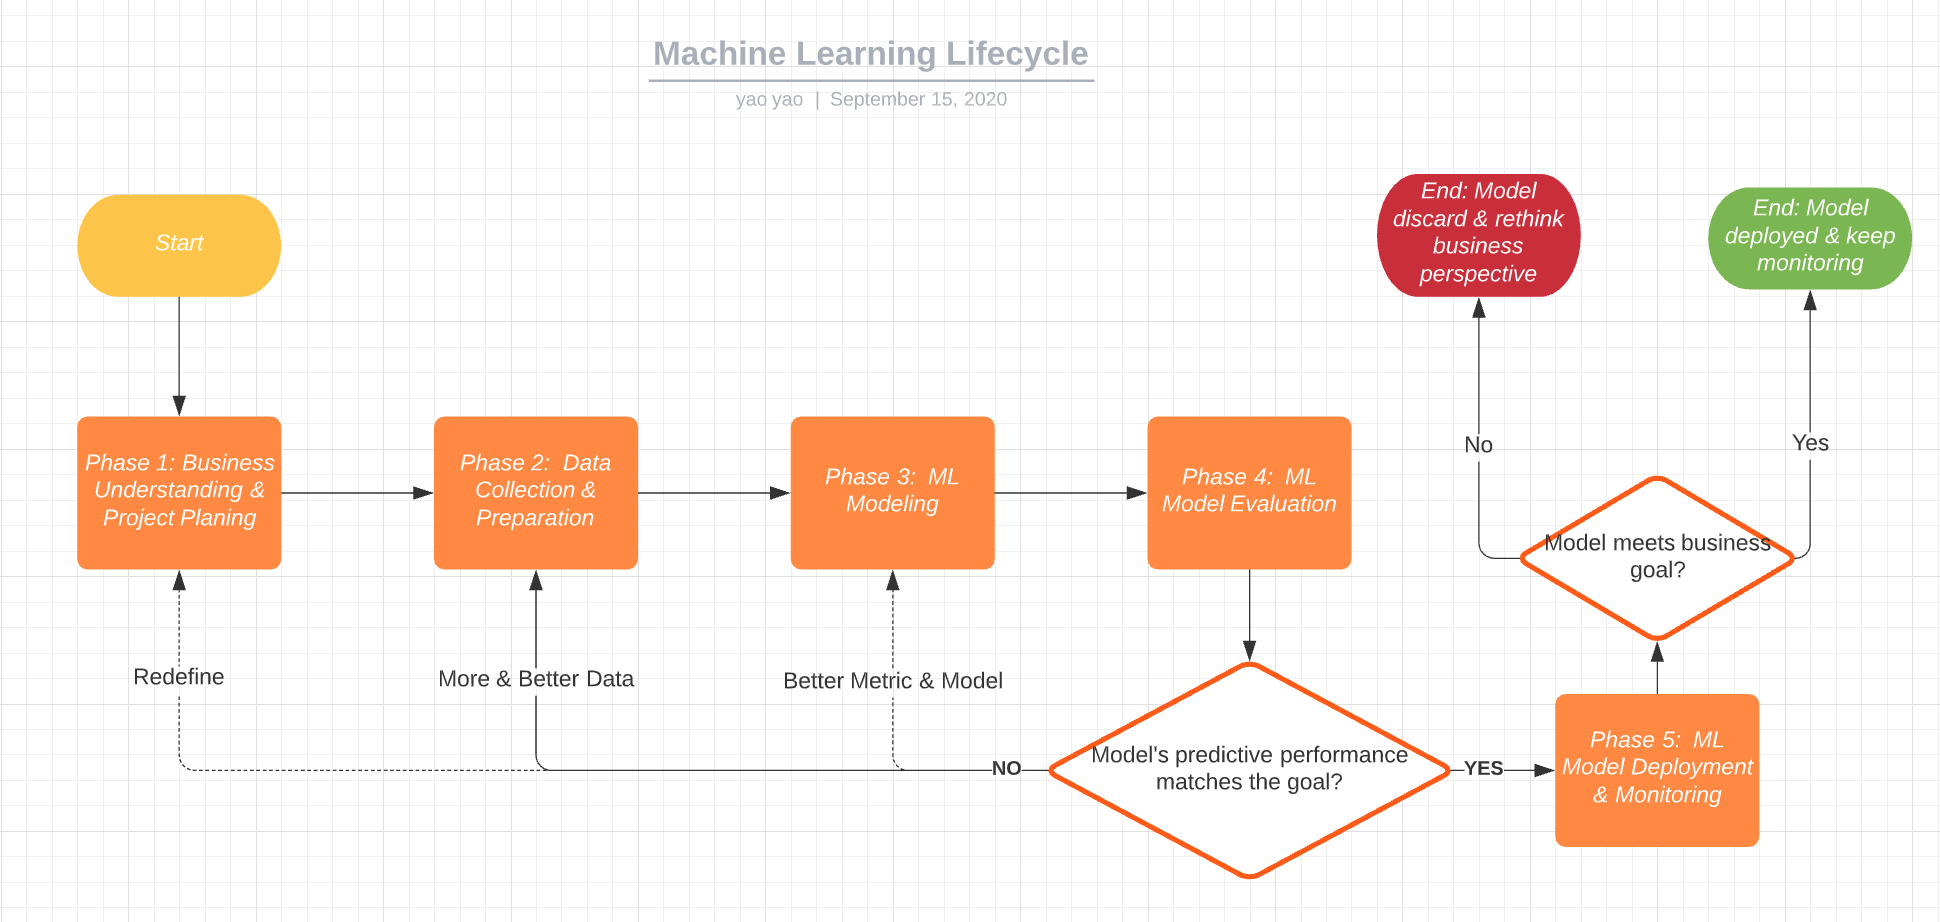 Machine Learning Lifecycle
yao yao | September 15, 2020
Start
End: Model
discard & rethink
business
perspective
End: Model
deployed & keep
monitoring
Phase 1: Business
Understanding &
Project Planing
Phase 2: Data
Collection &
Preparation
Phase 3: ML
Modeling
Phase 4: ML
Model Evaluation
No
Yes
Model meets business
goal?
Redefine
More & Better Data
Better Metric & Model
NO
Model's predictive performance
matches the goal?
YES
Phase 5: ML
Model Deployment
& Monitoring